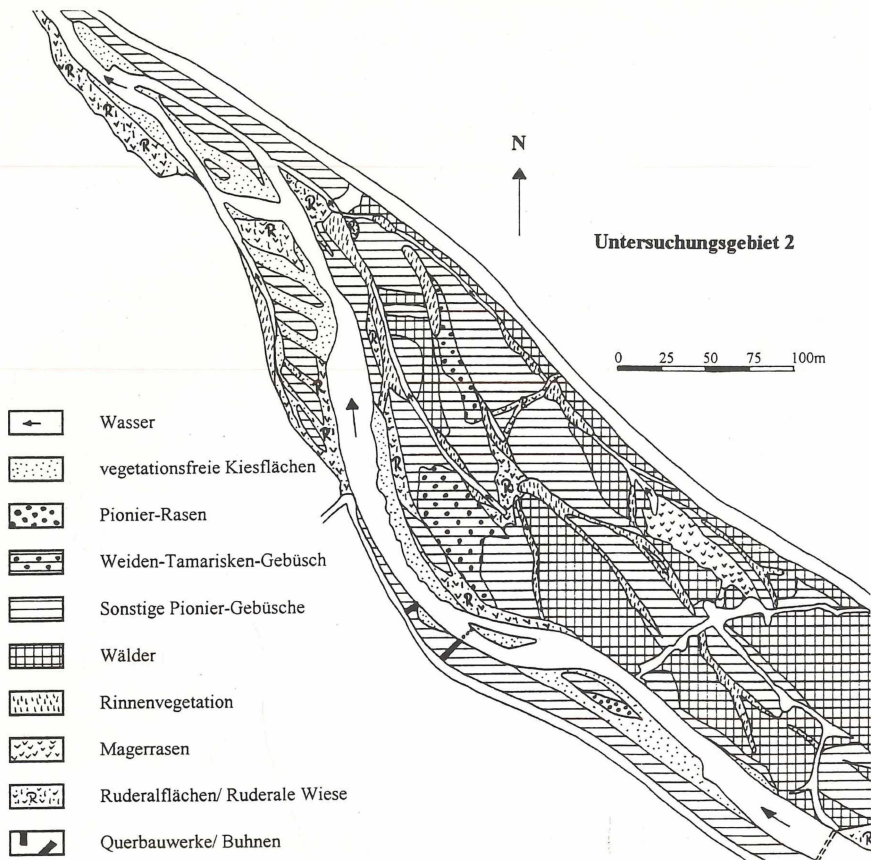 N
Untersuchungsgebiet 2
0 25 50 75 100m
Wasser
vegetationsfreie Kiesflächen
Pionier-Rasen
Weiden-Tamarisken-Gebüsch
Sonstige Pionier-Gebüsche
Wälder
Rinnenvegetation
Magerrasen
R Ruderalflächen/ Ruderale Wiese
Querbauwerke/ Buhnen
R
R
R
R
R
R
R
R
R
R
R
R